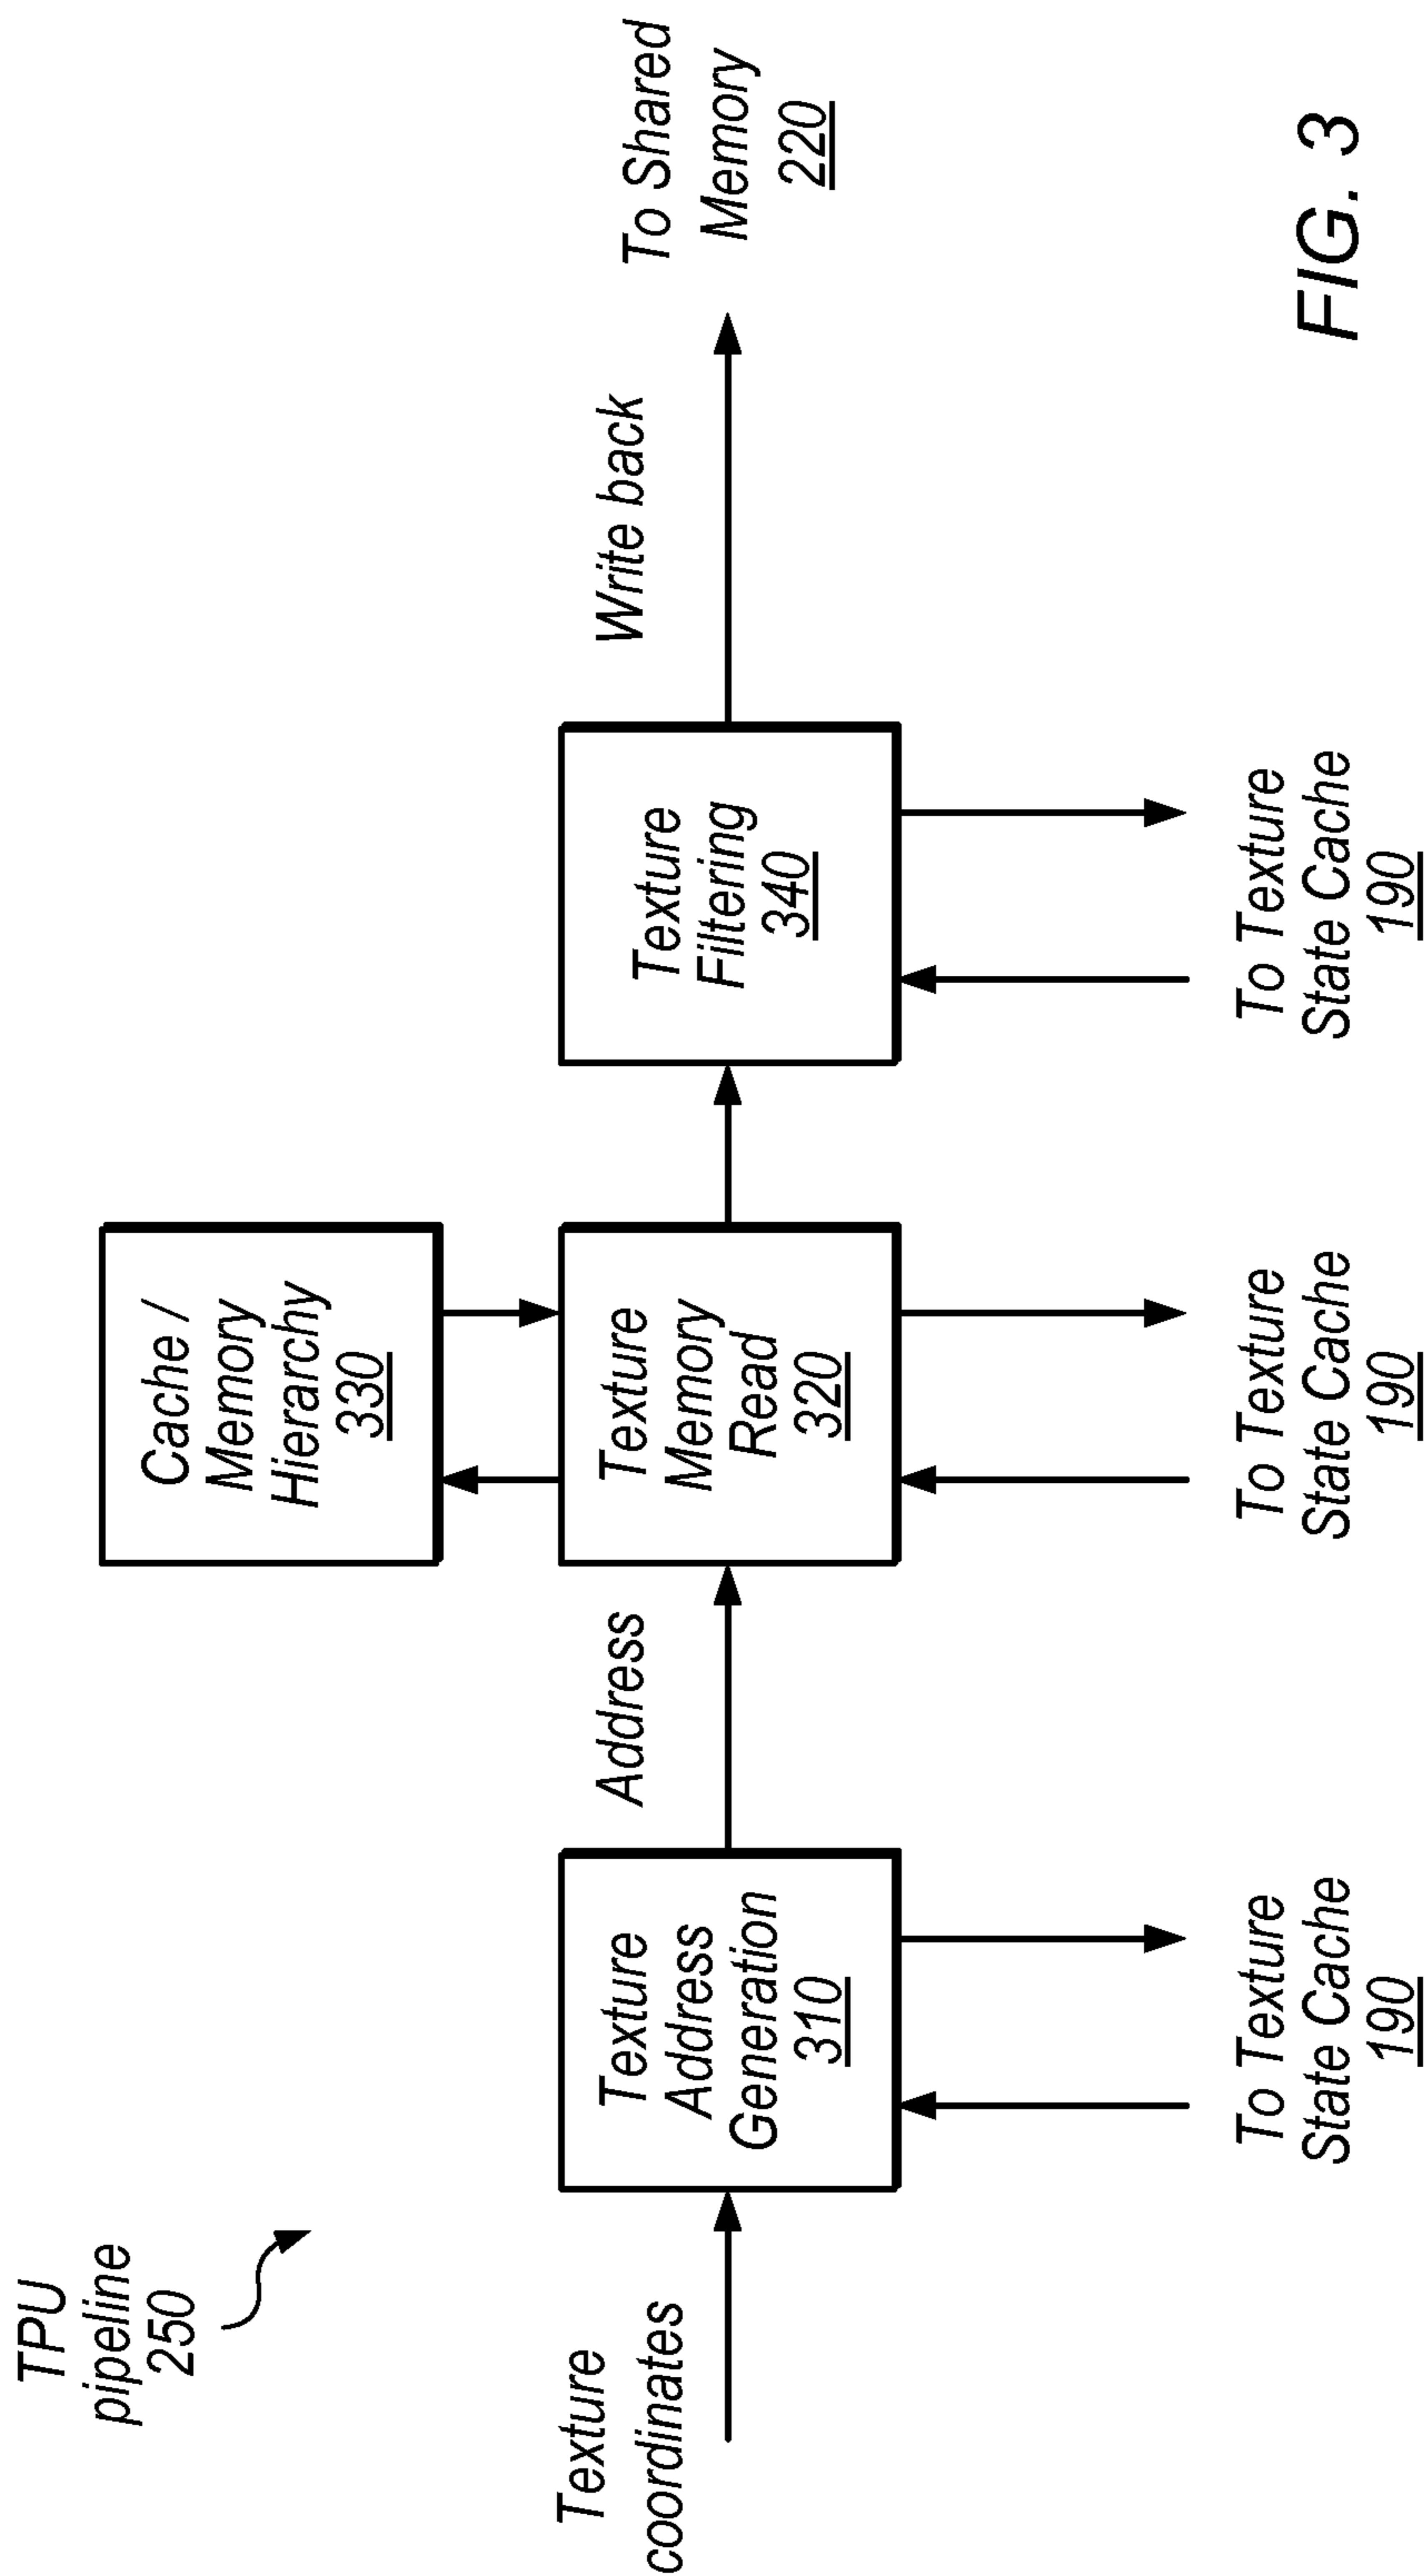 TPU
pipeline
250
Texture
coordinates
Texture
Address
Generation
310
To Texture
State Cache
190
Address
Cache /
Memory
Hierarchy
330
Texture
Memory
Read
320
To Texture
State Cache
190
Texture
Filtering
340
To Texture
State Cache
190
Write back
To Shared
Memory
220
FIG. 3